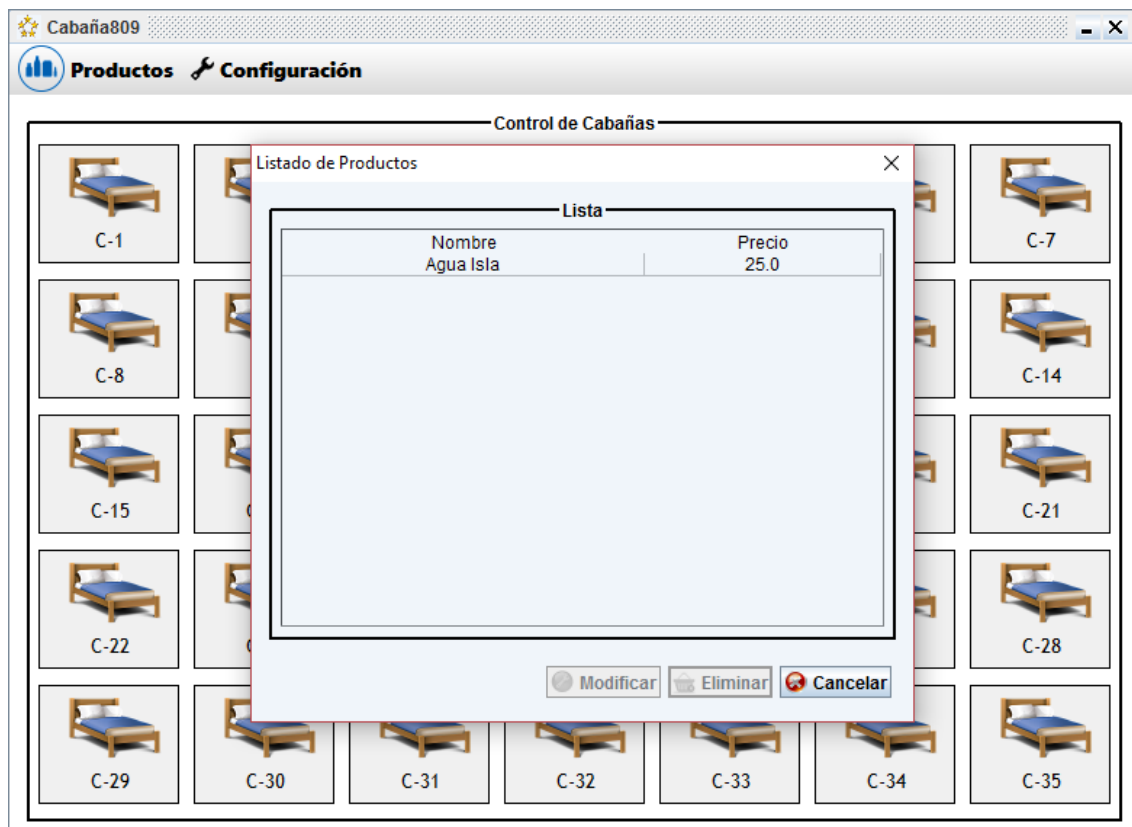 Cabaña809
Productos Configuración
Control de Cabañas
C-1
C-7
C-8
C-14
C-15
C-21
C-22
C-28
C-29 C-30 C-31 C-32 C-33 C-34 C-35
Listado de Productos
Lista
Nombre Precio
Agua Isla 25.0
Modificar Eliminar Cancelar